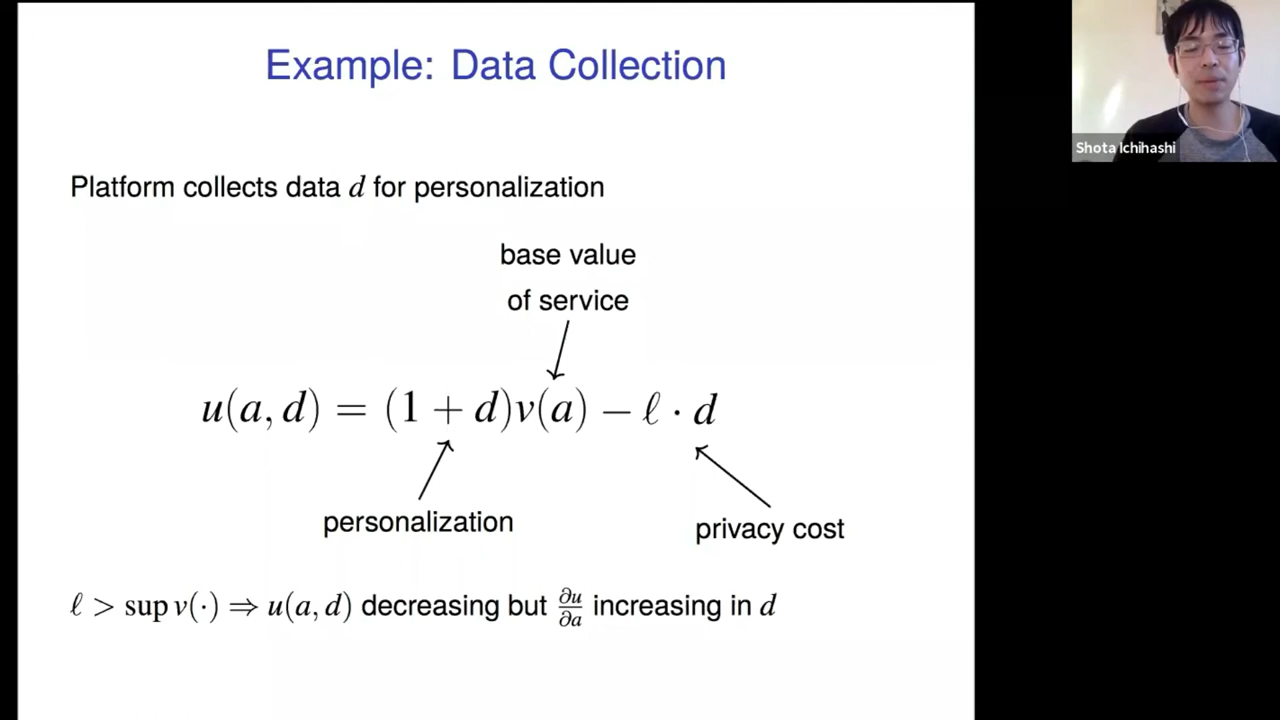 Example: Data Collection
Shota Ichihashi
Platform collects data d for personalization
base value
of service
u(a, d) = (1 + d)v(a) − ℓ · d
personalization
privacy cost
ℓ > sup v(·) ⇒ u(a, d) decreasing but ∂u/∂a increasing in d